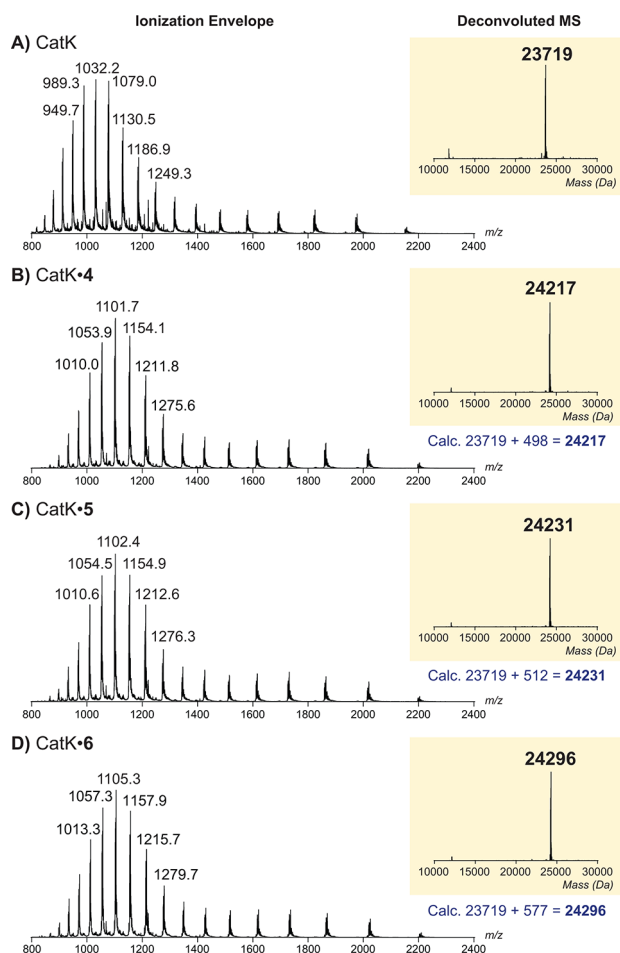 Ionization Envelope
Deconvoluted MS
A) CatK
1032.2
989.3
1079.0
949.7
1130.5
1186.9
1249.3
800 1000 1200 1400 1600 1800 2000 2200 2400 m/z
23719
10000 15000 20000 25000 30000
Mass (Da)
B) CatK•4
1101.7
1053.9
1154.1
1010.0
1211.8
1275.6
800 1000 1200 1400 1600 1800 2000 2200 2400 m/z
24217
10000 15000 20000 25000 30000
Mass (Da)
Calc. 23719 + 498 = 24217
C) CatK•5
1102.4
1054.5
1154.9
1010.6
1212.6
1276.3
800 1000 1200 1400 1600 1800 2000 2200 2400 m/z
24231
10000 15000 20000 25000 30000
Mass (Da)
Calc. 23719 + 512 = 24231
D) CatK•6
1105.3
1057.3
1157.9
1013.3
1215.7
1279.7
800 1000 1200 1400 1600 1800 2000 2200 2400 m/z
24296
10000 15000 20000 25000 30000
Mass (Da)
Calc. 23719 + 577 = 24296